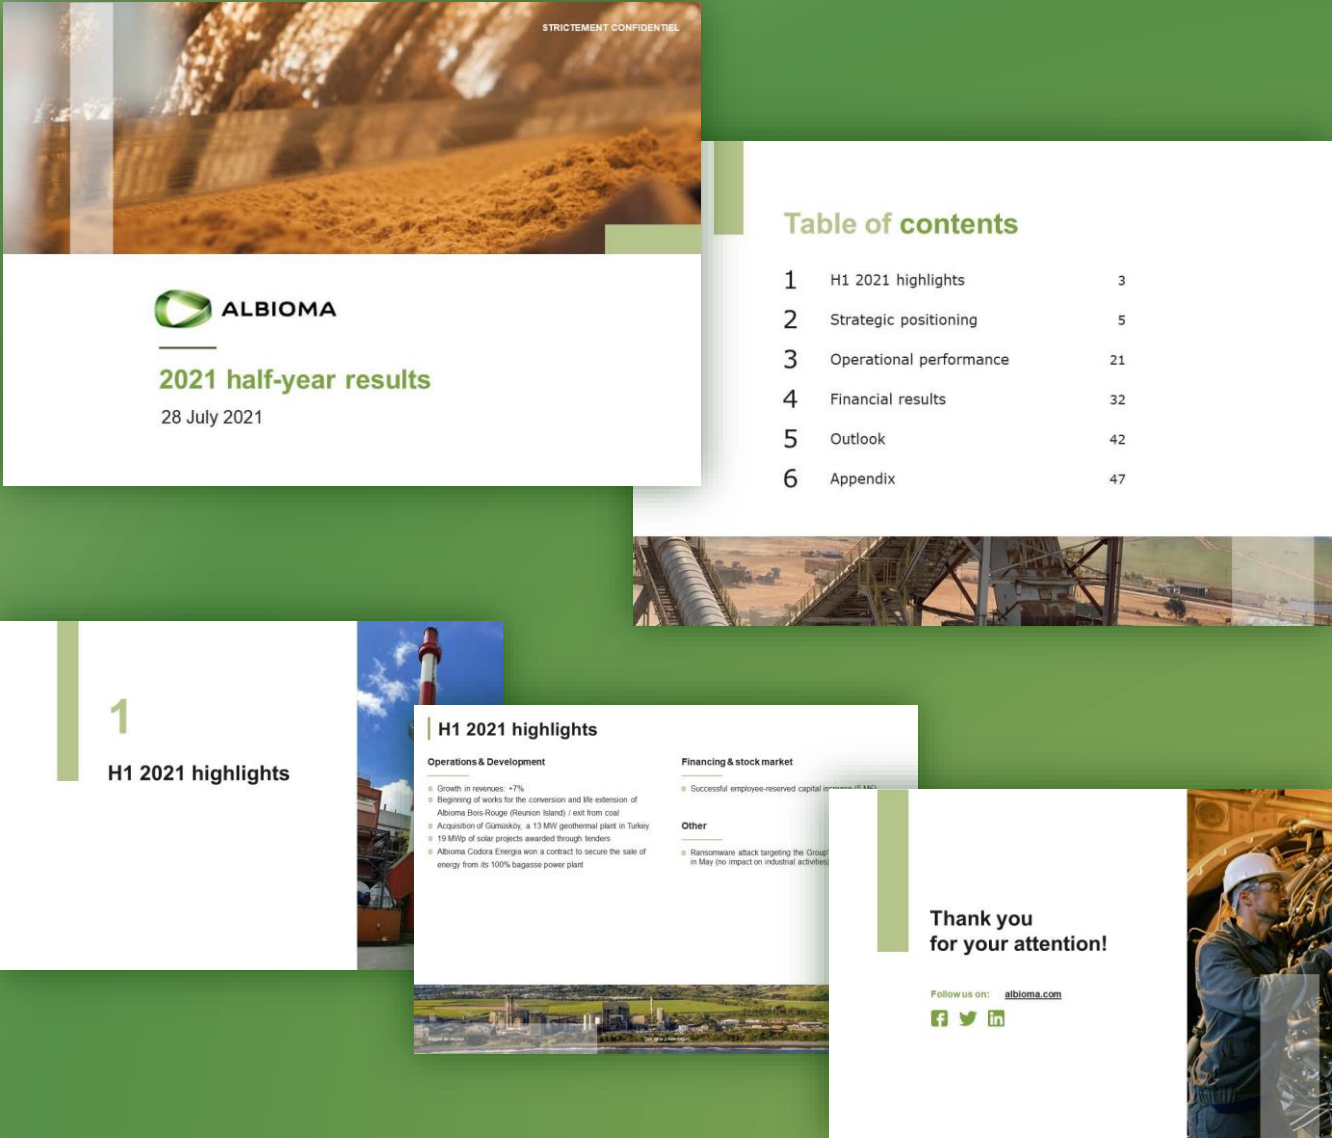 STRICTEMENT CONFIDENTIEL
ALBIOMA
2021 half-year results
28 July 2021
Table of contents
1 H1 2021 highlights 3
2 Strategic positioning 5
3 Operational performance 21
4 Financial results 32
5 Outlook 42
6 Appendix 47
1
H1 2021 highlights
H1 2021 highlights
Operations & Development
Growth in revenues: +7%
Beginning of works for the conversion and life extension of
Albioma Bois-Rouge (Reunion Island) / exit from coal
Acquisition of Gümüsköy, a 13 MW geothermal plant in Turkey
19 MWp of solar projects awarded through tenders
Albioma Codora Energia won a contract to secure the sale of
energy from its 100% bagasse power plant
Financing & stock market
Successful employee-reserved capital increase (5 M€)
Other
Ransomware attack targeting the Group'
in May (no impact on industrial activities)
Thank you
for your attention!
Follow us on: albioma.com